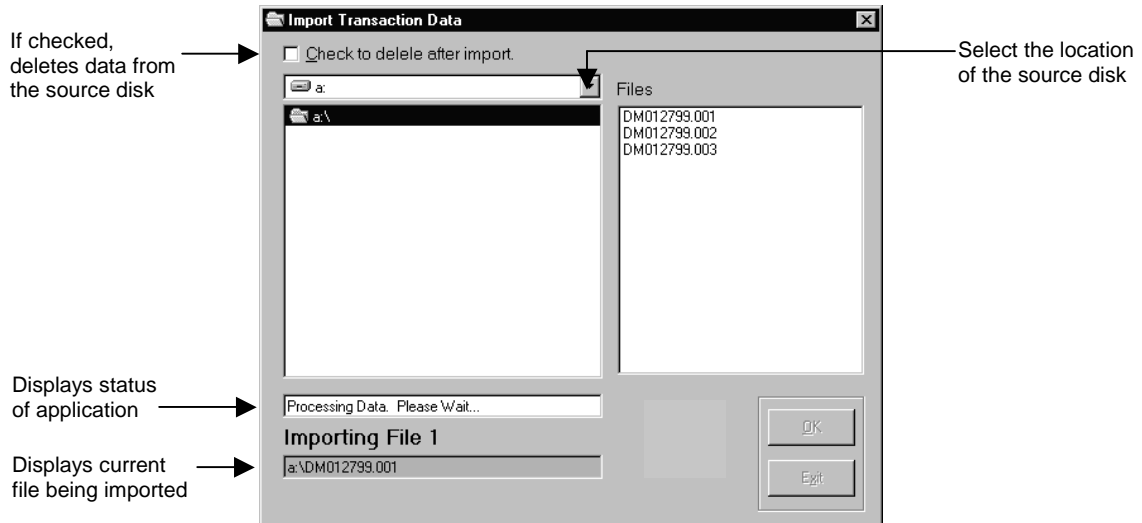 Import Transaction Data
If checked,
deletes data from
the source disk
Check to delele after import.
Select the location
of the source disk
a:
Files
a:\
DM012799.001
DM012799.002
DM012799.003
Displays status
of application
Processing Data. Please Wait...
Importing File 1
OK
Displays current
file being imported
a:\DM012799.001
Exit